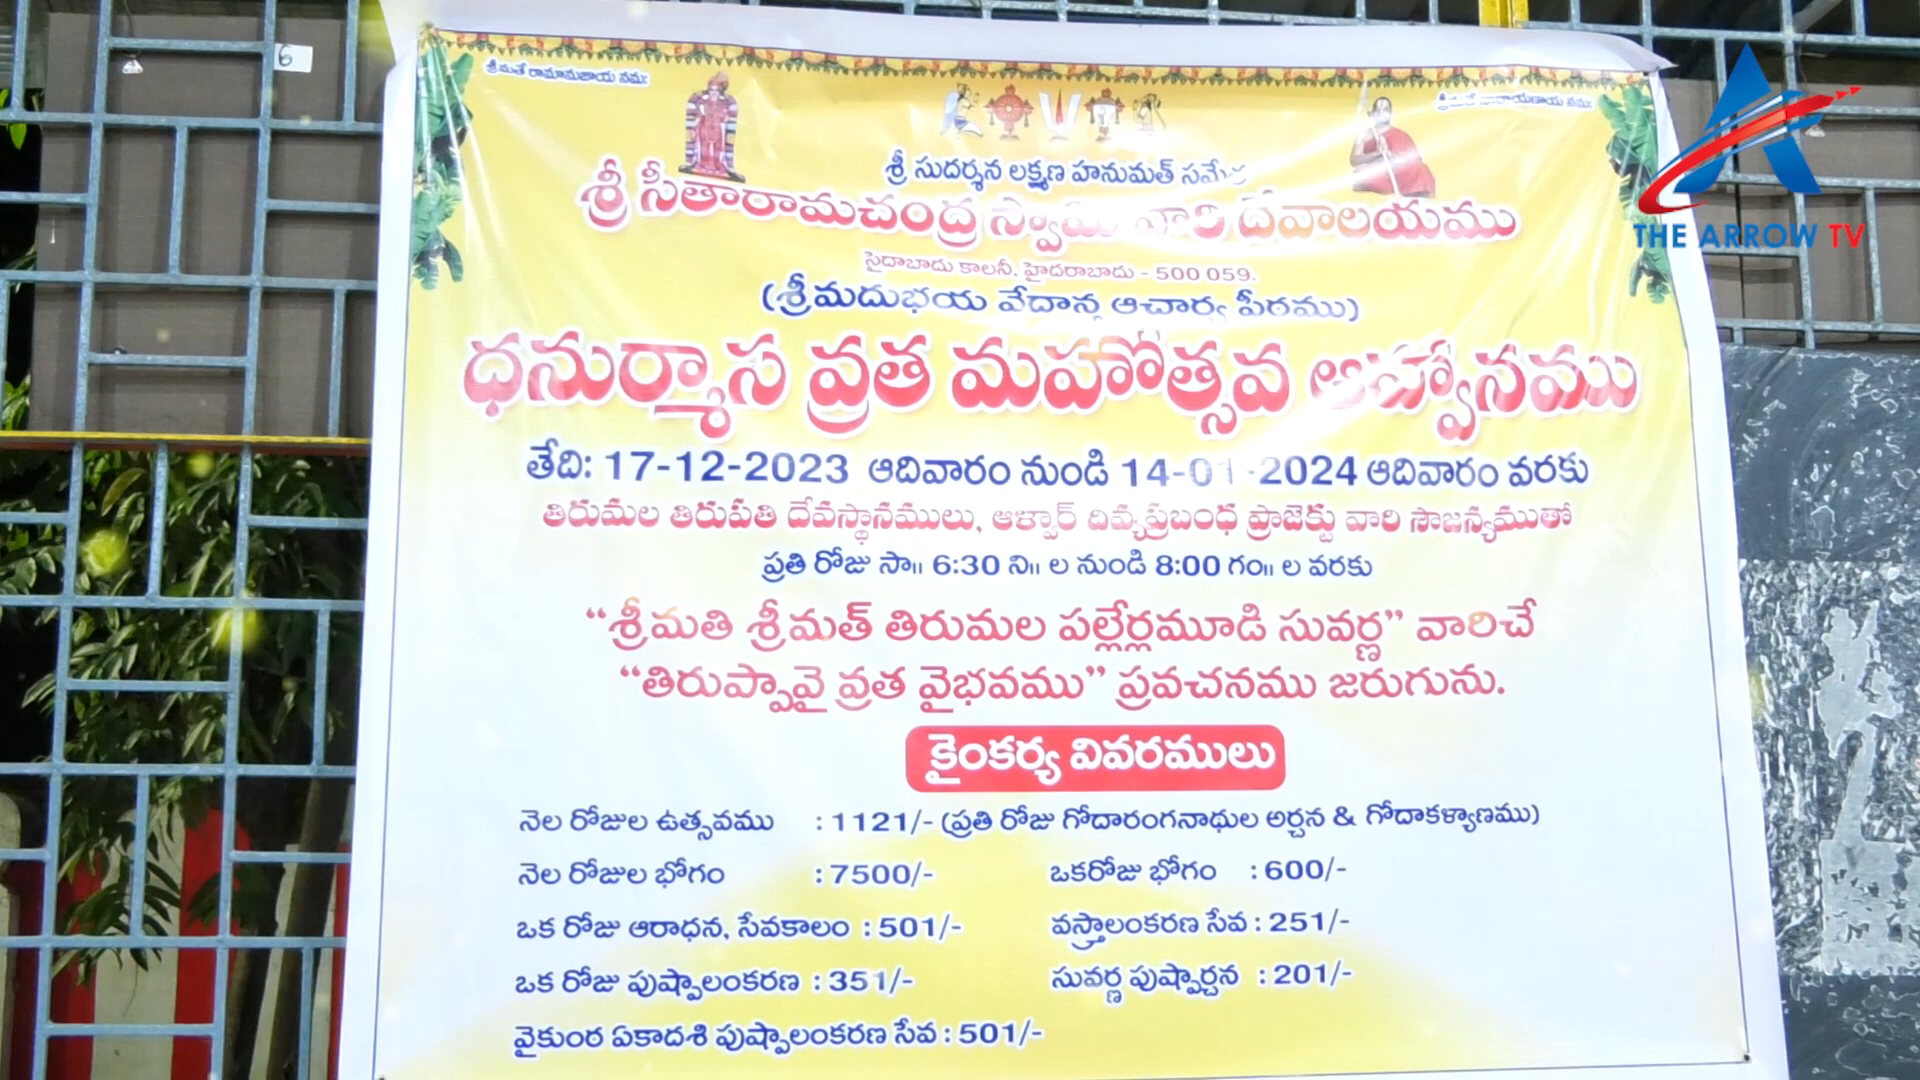 శ్రీమతే రామానుజాయ నమః
శ్రీ సుదర్శన లక్ష్మణ హనుమత్ సమేత
శ్రీ సీతారామచంద్ర స్వామి వారి దేవాలయము
సైదాబాదు కాలనీ, హైదరాబాదు - 500 059.
(శ్రీమదుభయ వేదాన్త ఆచార్య పీఠము)
ధనుర్మాస వ్రత మహోత్సవ ఆహ్వానము
తేది: 17-12-2023 ఆదివారం నుండి 14-01-2024 ఆదివారం వరకు
తిరుమల తిరుపతి దేవస్థానములు, ఆళ్వార్ దివ్యప్రబంధ ప్రాజెక్టు వారి సౌజన్యముతో
ప్రతి రోజు సా॥ 6:30 ని॥ ల నుండి 8:00 గం॥ ల వరకు
“శ్రీమతి శ్రీమత్ తిరుమల పల్లేర్లమూడి సువర్ణ” వారిచే
“తిరుప్పావై వ్రత వైభవము” ప్రవచనము జరుగును.
కైంకర్య వివరములు
నెల రోజుల ఉత్సవము : 1121/- (ప్రతి రోజు గోదారంగనాథుల అర్చన & గోదాకళ్యాణము)
నెల రోజుల భోగం : 7500/- ఒకరోజు భోగం : 600/-
ఒక రోజు ఆరాధన, సేవకాలం : 501/- వస్త్రాలంకరణ సేవ : 251/-
ఒక రోజు పుష్పాలంకరణ : 351/- సువర్ణ పుష్పార్చన : 201/-
వైకుంఠ ఏకాదశి పుష్పాలంకరణ సేవ : 501/-
THE ARROW TV
6